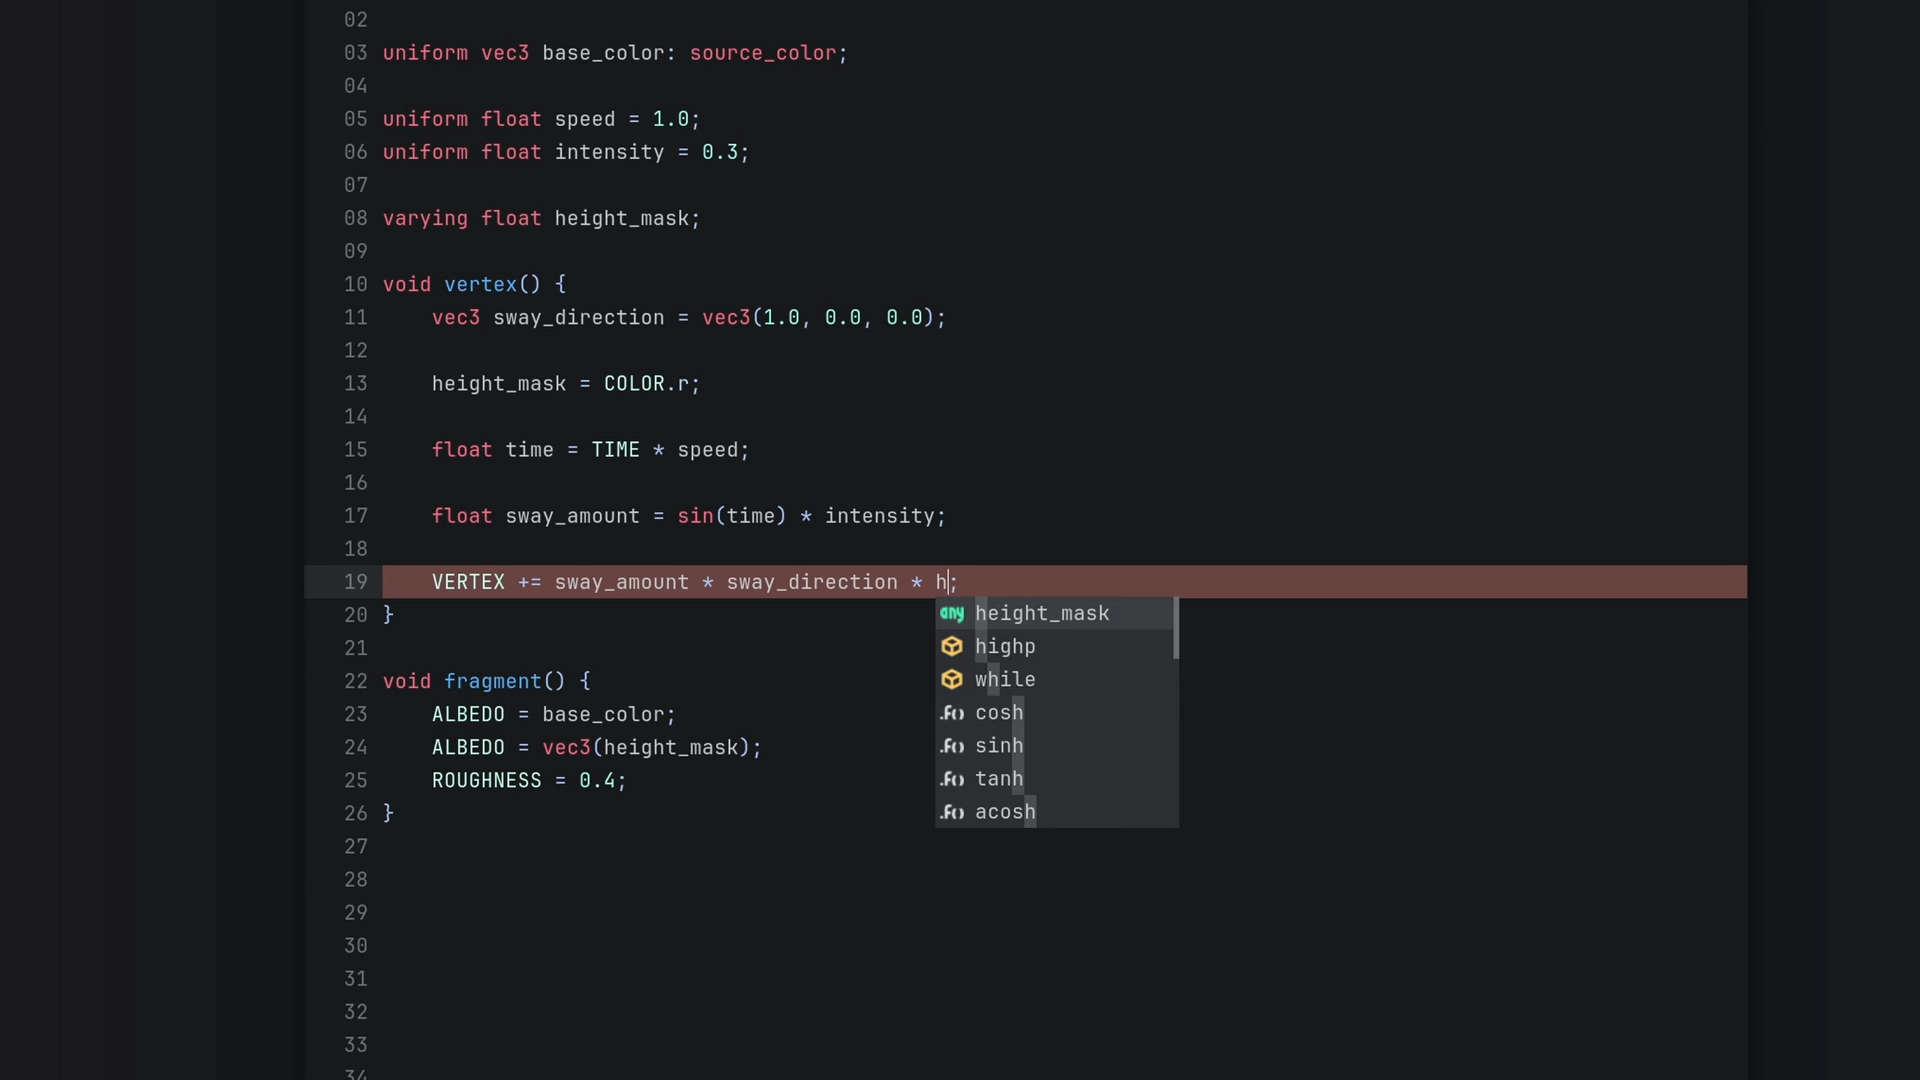 02
03 uniform vec3 base_color: source_color;
04
05 uniform float speed = 1.0;
06 uniform float intensity = 0.3;
07
08 varying float height_mask;
09
10 void vertex() {
11     vec3 sway_direction = vec3(1.0, 0.0, 0.0);
12
13     height_mask = COLOR.r;
14
15     float time = TIME * speed;
16
17     float sway_amount = sin(time) * intensity;
18
19     VERTEX += sway_amount * sway_direction * h;
any height_mask
20 }
21
highp
22 void fragment() {
while
23     ALBEDO = base_color;
.f() cosh
24     ALBEDO = vec3(height_mask);
.f() sinh
25     ROUGHNESS = 0.4;
.f() tanh
26 }
.f() acosh
27
28
29
30
31
32
33
34